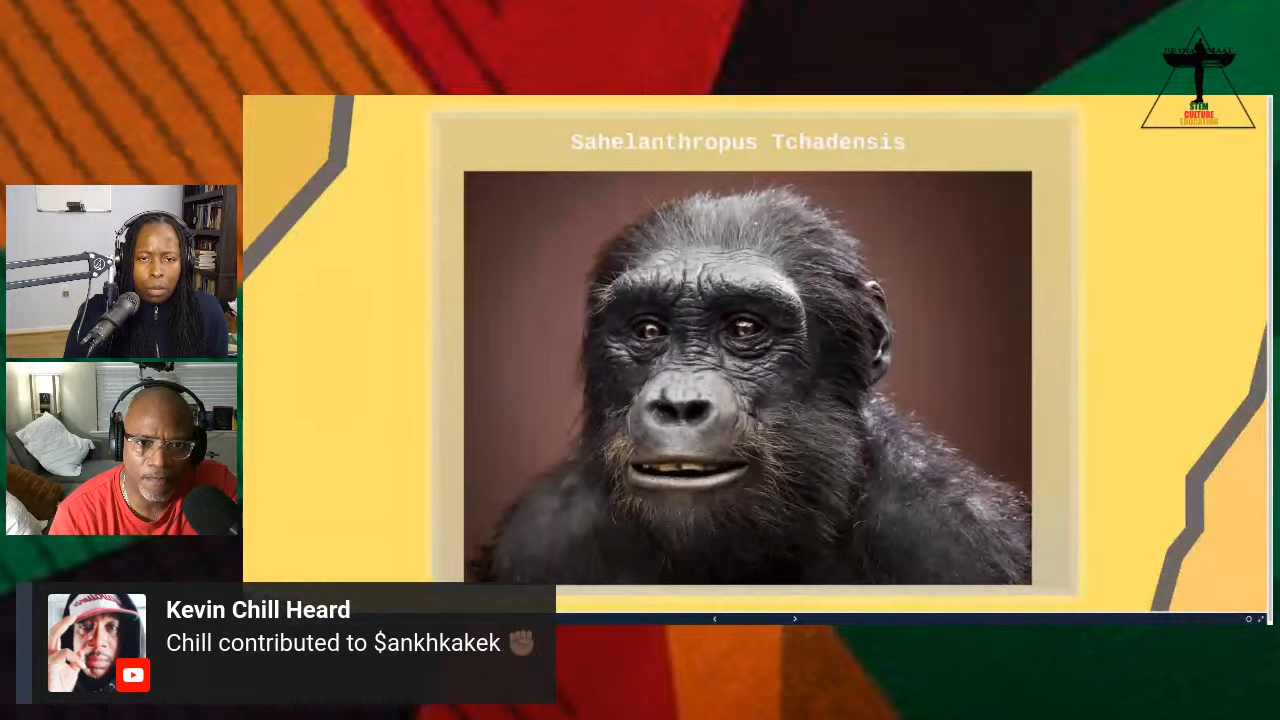 Sahelanthropus Tchadensis
STEM
CULTURE
EDUCATION
Kevin Chill Heard
Chill contributed to $ankhkakek